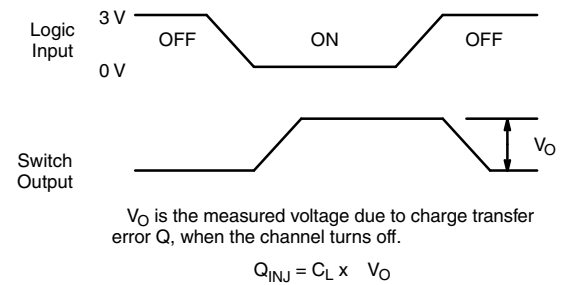 Logic
Input
3 V
0 V
OFF
ON
OFF
Switch
Output
VO
VO is the measured voltage due to charge transfer
error Q, when the channel turns off.
QINJ = CL x VO